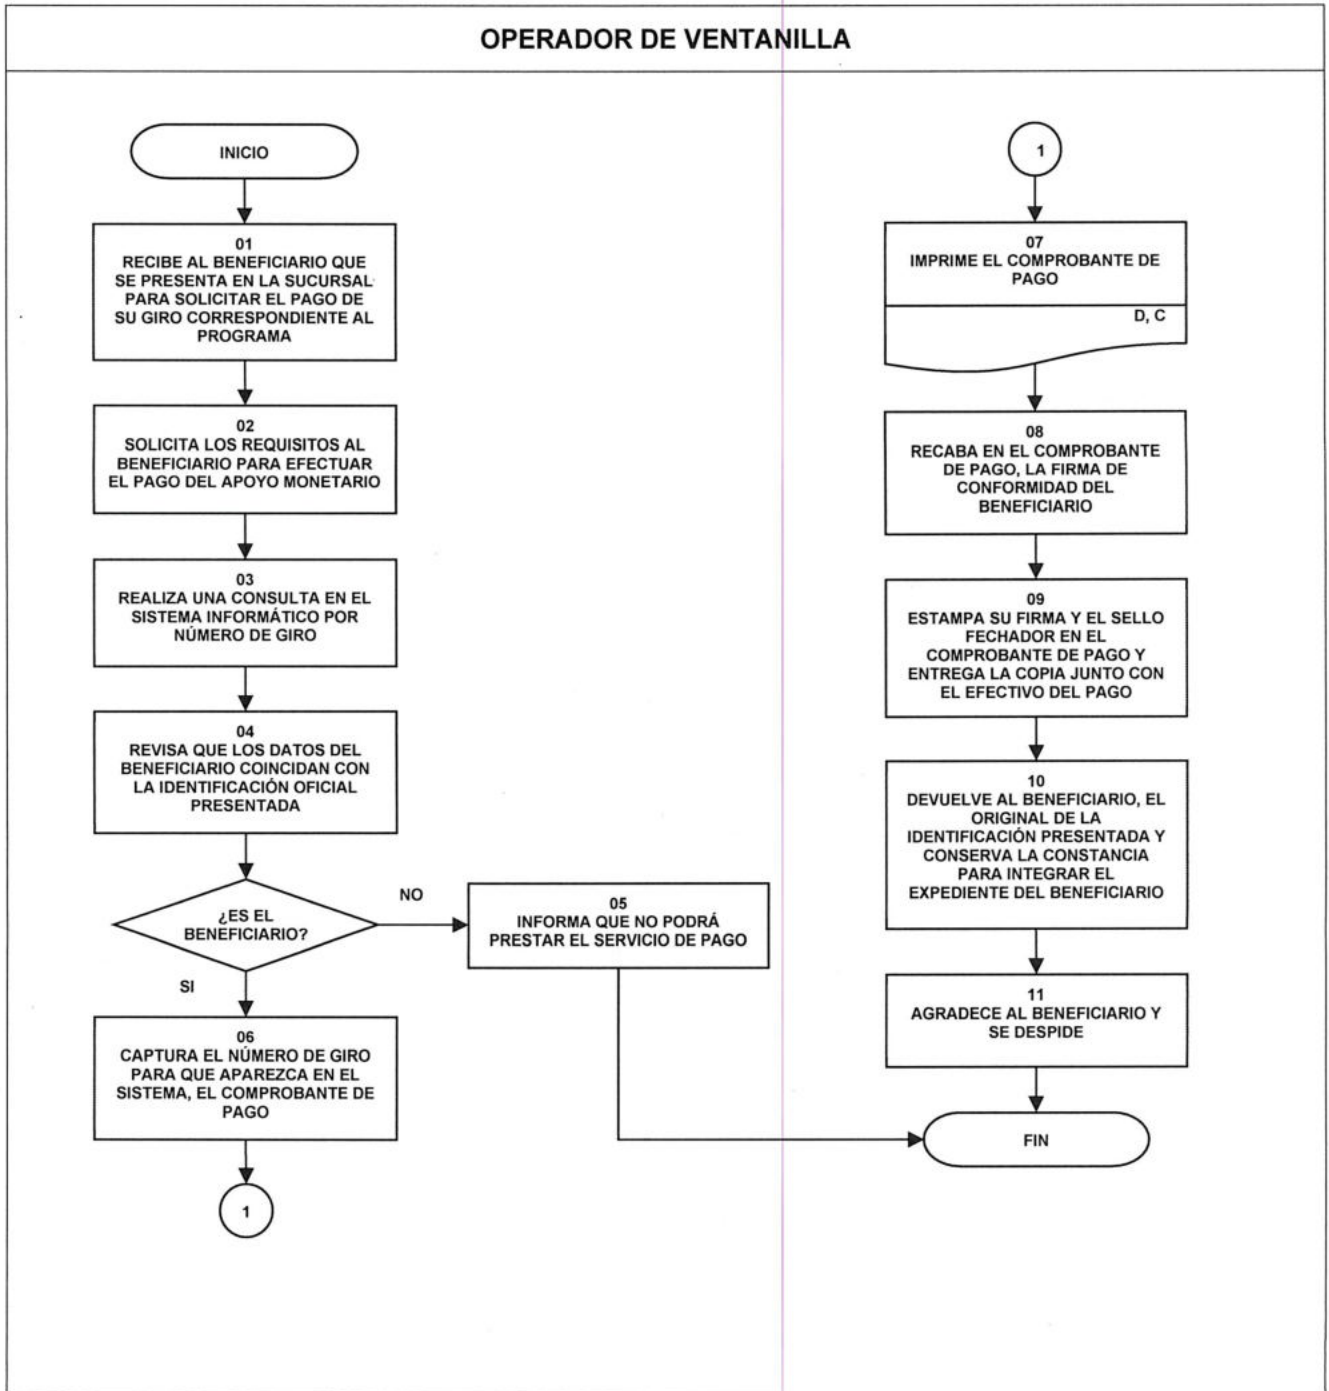 OPERADOR DE VENTANILLA
INICIO
01
RECIBE AL BENEFICIARIO QUE
SE PRESENTA EN LA SUCURSAL
PARA SOLICITAR EL PAGO DE
SU GIRO CORRESPONDIENTE AL
PROGRAMA
02
SOLICITA LOS REQUISITOS AL
BENEFICIARIO PARA EFECTUAR
EL PAGO DEL APOYO MONETARIO
03
REALIZA UNA CONSULTA EN EL
SISTEMA INFORMÁTICO POR
NÚMERO DE GIRO
04
REVISA QUE LOS DATOS DEL
BENEFICIARIO COINCIDAN CON
LA IDENTIFICACIÓN OFICIAL
PRESENTADA
¿ES EL
BENEFICIARIO?
NO
05
INFORMA QUE NO PODRÁ
PRESTAR EL SERVICIO DE PAGO
SI
06
CAPTURA EL NÚMERO DE GIRO
PARA QUE APAREZCA EN EL
SISTEMA, EL COMPROBANTE DE
PAGO
1
1
07
IMPRIME EL COMPROBANTE DE
PAGO
D, C
08
RECABA EN EL COMPROBANTE
DE PAGO, LA FIRMA DE
CONFORMIDAD DEL
BENEFICIARIO
09
ESTAMPA SU FIRMA Y EL SELLO
FECHADOR EN EL
COMPROBANTE DE PAGO Y
ENTREGA LA COPIA JUNTO CON
EL EFECTIVO DEL PAGO
10
DEVUELVE AL BENEFICIARIO, EL
ORIGINAL DE LA
IDENTIFICACIÓN PRESENTADA Y
CONSERVA LA CONSTANCIA
PARA INTEGRAR EL
EXPEDIENTE DEL BENEFICIARIO
11
AGRADECE AL BENEFICIARIO Y
SE DESPIDE
FIN